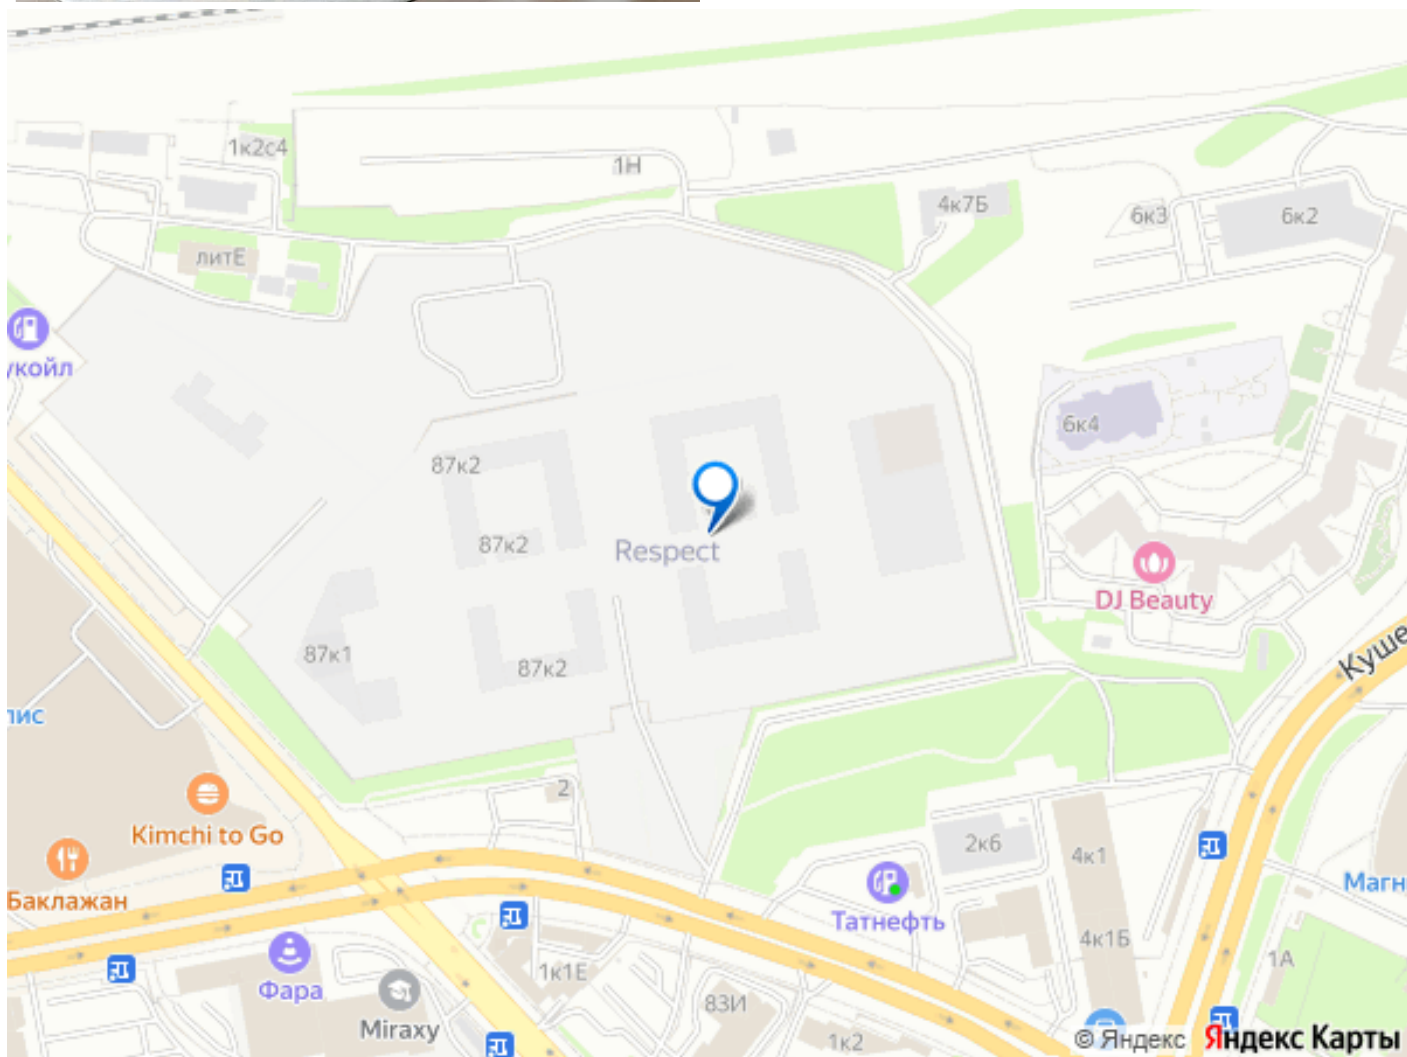 1к2с4
1Н
4к7Б
6к3
6к2
литЕ
укойл
6к4
87к2
87к2
Respect
DJ Beauty
87к1
87к2
Куше
лис
2
Kimchi to Go
2к6
4к1
Баклажан
Татнефть
Магн
4к1Б
1к1Е
1А
Фара
83И
Miraxy
1к2
© Яндекс Яндекс Карты